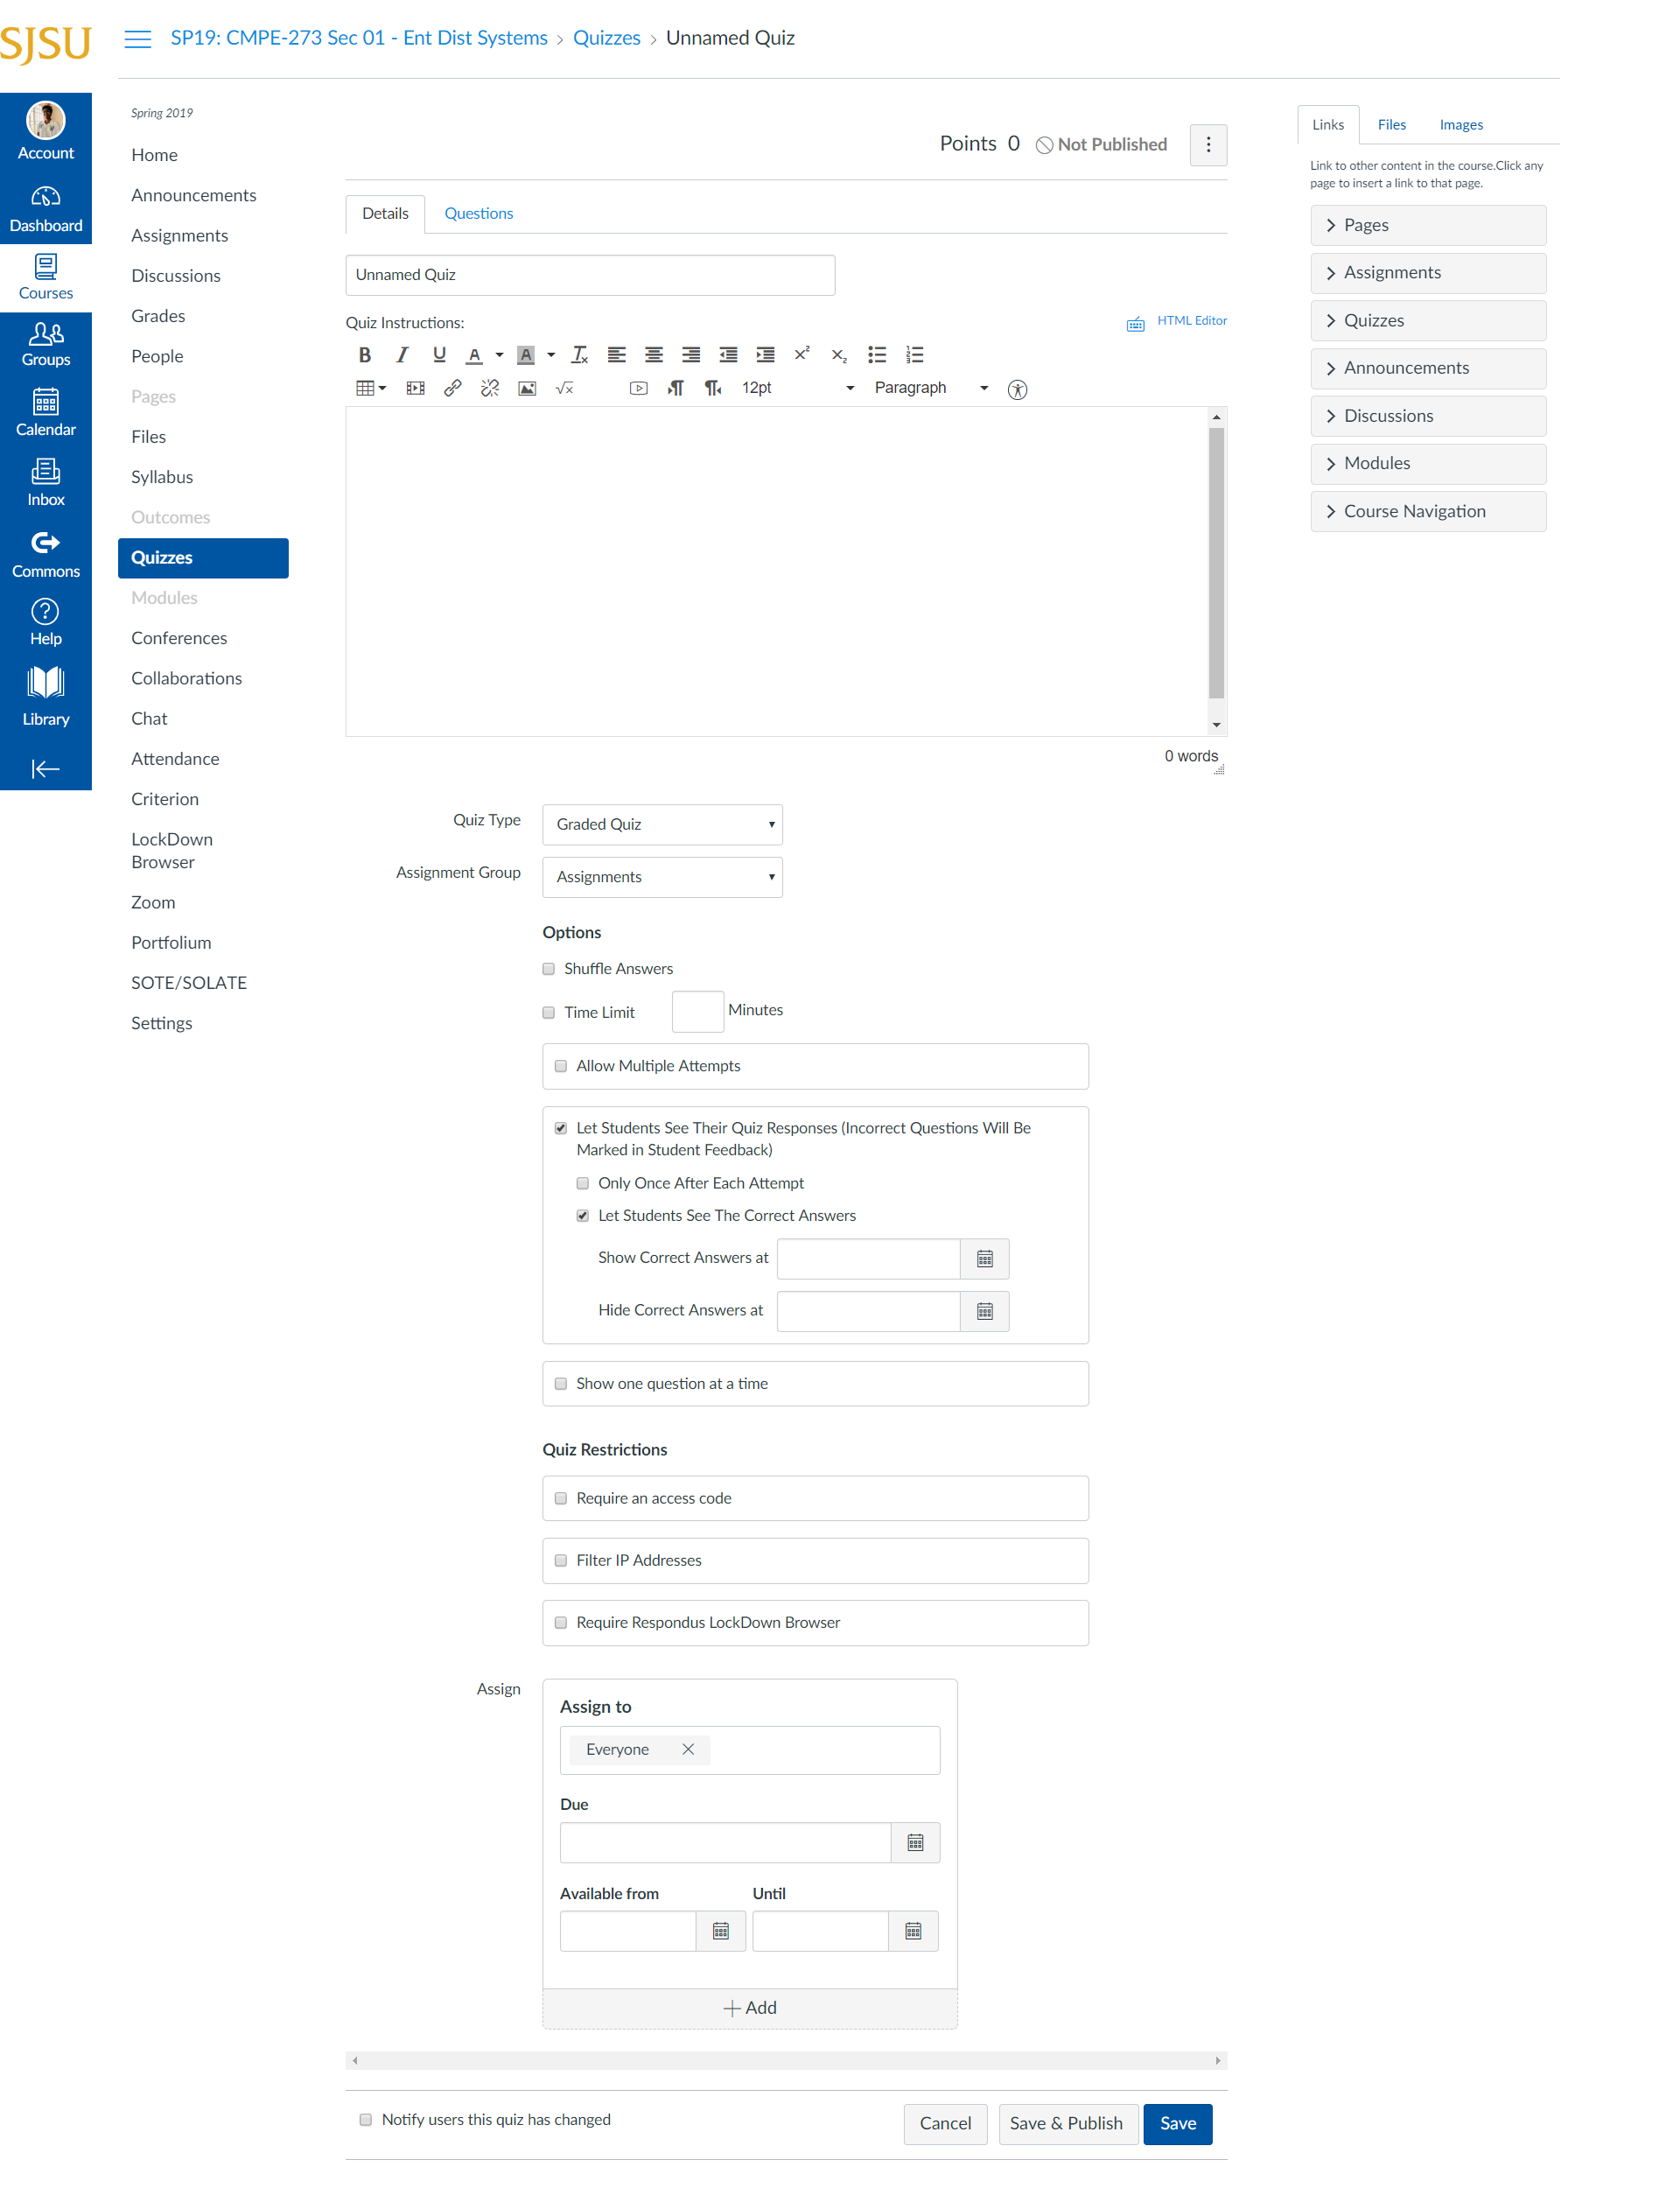 SJSU
SP19: CMPE-273 Sec 01 - Ent Dist Systems › Quizzes › Unnamed Quiz
Account
Dashboard
Courses
Groups
Calendar
Inbox
Commons
Help
Library
Spring 2019
Home
Announcements
Assignments
Discussions
Grades
People
Pages
Files
Syllabus
Outcomes
Quizzes
Modules
Conferences
Collaborations
Chat
Attendance
Criterion
LockDown
Browser
Zoom
Portfolium
SOTE/SOLATE
Settings
Points 0 Not Published
Details Questions
Unnamed Quiz
Quiz Instructions: HTML Editor
12pt Paragraph
0 words
Quiz Type Graded Quiz
Assignment Group Assignments
Options
Shuffle Answers
Time Limit Minutes
Allow Multiple Attempts
Let Students See Their Quiz Responses (Incorrect Questions Will Be
Marked in Student Feedback)
Only Once After Each Attempt
Let Students See The Correct Answers
Show Correct Answers at
Hide Correct Answers at
Show one question at a time
Quiz Restrictions
Require an access code
Filter IP Addresses
Require Respondus LockDown Browser
Assign
Assign to
Everyone
Due
Available from Until
Add
Notify users this quiz has changed
Cancel Save & Publish Save
Links Files Images
Link to other content in the course.Click any
page to insert a link to that page.
Pages
Assignments
Quizzes
Announcements
Discussions
Modules
Course Navigation